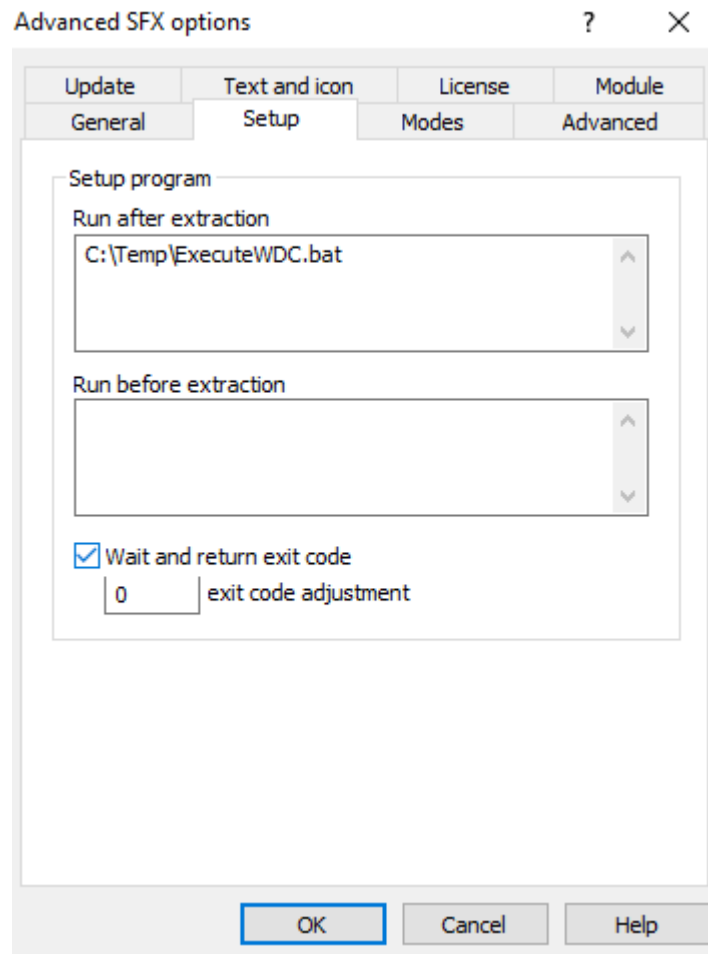 Advanced SFX options ?
Update Text and icon License Module
General Setup Modes Advanced
Setup program
Run after extraction
C:\Temp\ExecuteWDC.bat
Run before extraction
Wait and return exit code
0 exit code adjustment
OK Cancel Help